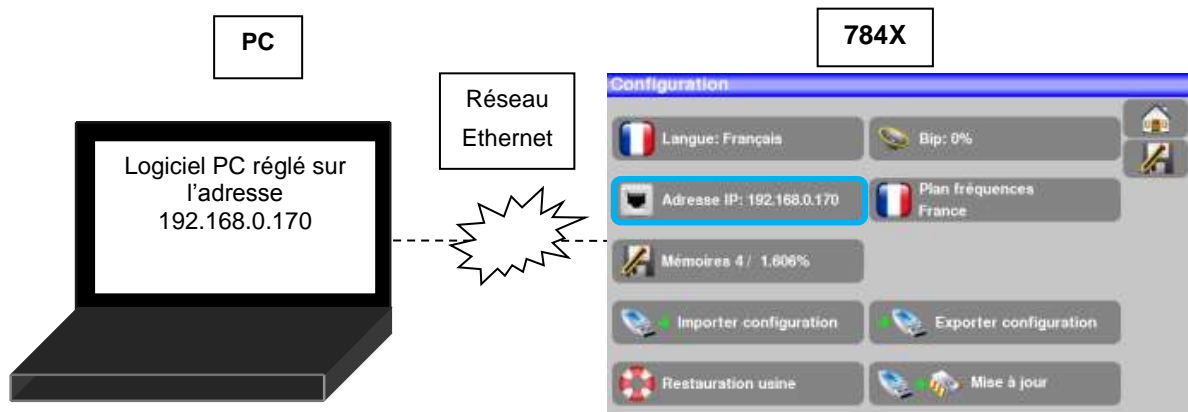 PC
784X
Réseau
Ethernet
Logiciel PC réglé sur
l'adresse
192.168.0.170
Configuration
Langue: Français
Bip: 0%
Adresse IP: 192.168.0.170
Plan fréquences
France
Mémoires 4 / 1.606%
Importer configuration
Exporter configuration
Restauration usine
Mise à jour